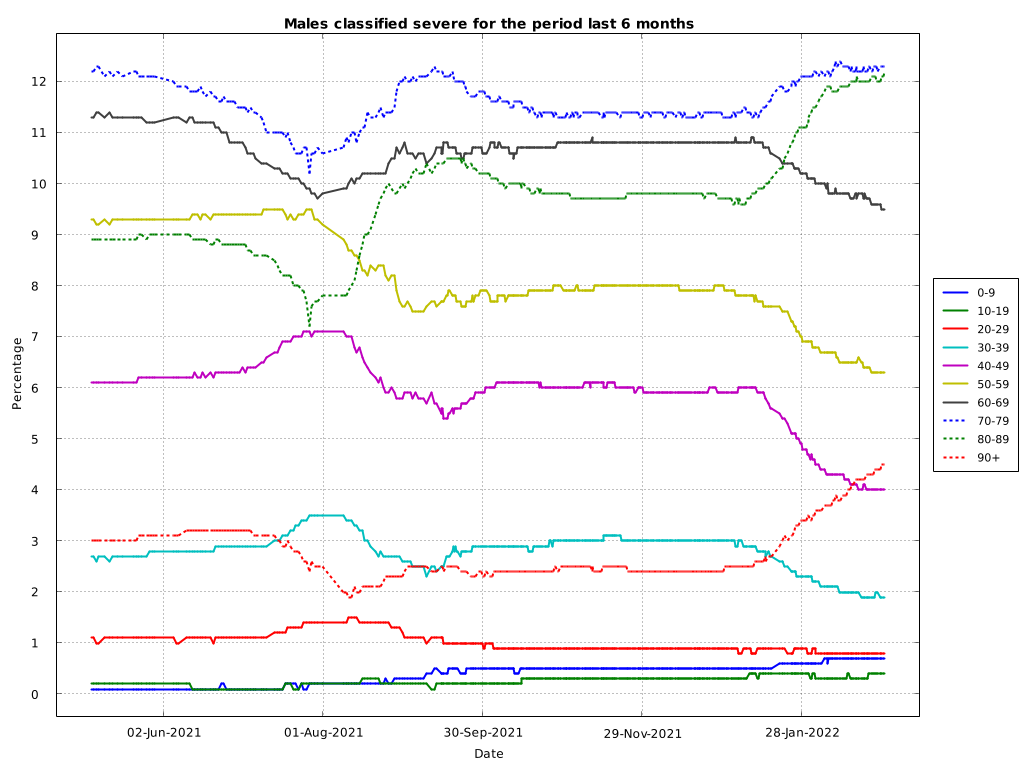 Males classified severe for the period last 6 months
Percentage
12
11
10
9
8
7
6
5
4
3
2
1
0
02-Jun-2021
01-Aug-2021
30-Sep-2021
29-Nov-2021
28-Jan-2022
Date
0-9
10-19
20-29
30-39
40-49
50-59
60-69
70-79
80-89
90+